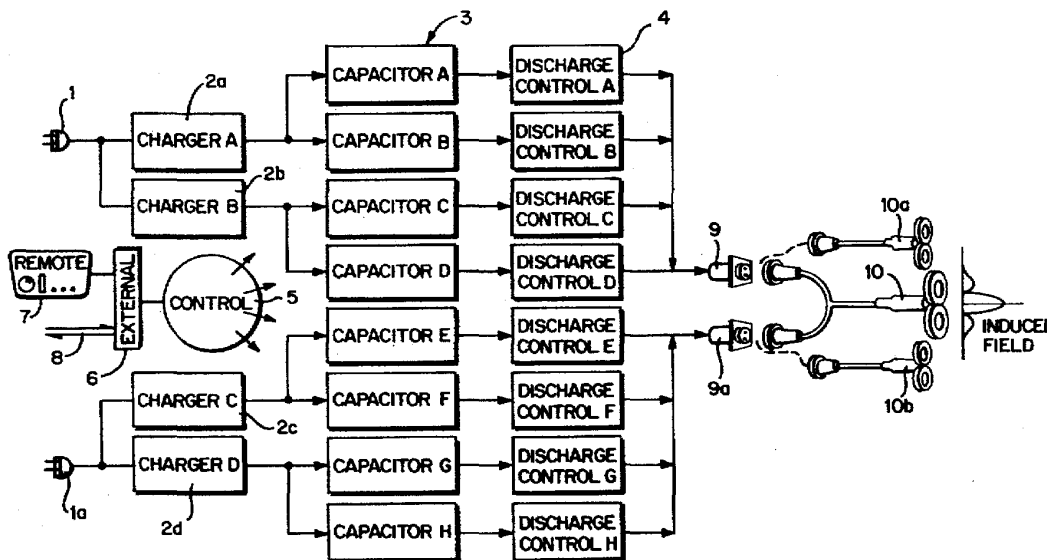 3
4
1
2a
CAPACITOR A
DISCHARGE
CONTROL A
CHARGER A
CAPACITOR B
DISCHARGE
CONTROL B
2b
CHARGER B
CAPACITOR C
DISCHARGE
CONTROL C
10a
9
REMOTE
EXTERNAL
CONTROL
5
CAPACITOR D
DISCHARGE
CONTROL D
10
7
8
6
CAPACITOR E
DISCHARGE
CONTROL E
9a
INDUCED
FIELD
CHARGER C
2c
CAPACITOR F
DISCHARGE
CONTROL F
10b
CHARGER D
CAPACITOR G
DISCHARGE
CONTROL G
1a
2d
CAPACITOR H
DISCHARGE
CONTROL H